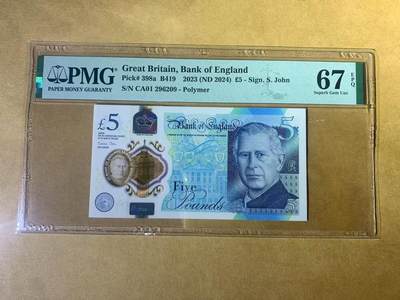 PMG
PAPER MONEY GUARANTY
Great Britain, Bank of England
Pick# 398a B419 2023 (ND 2024) £5 - Sign. S. John
S/N CA01 296209 - Polymer
67 EPQ
Superb Gem Unc
£5
Bank of England
5
Five
Pounds